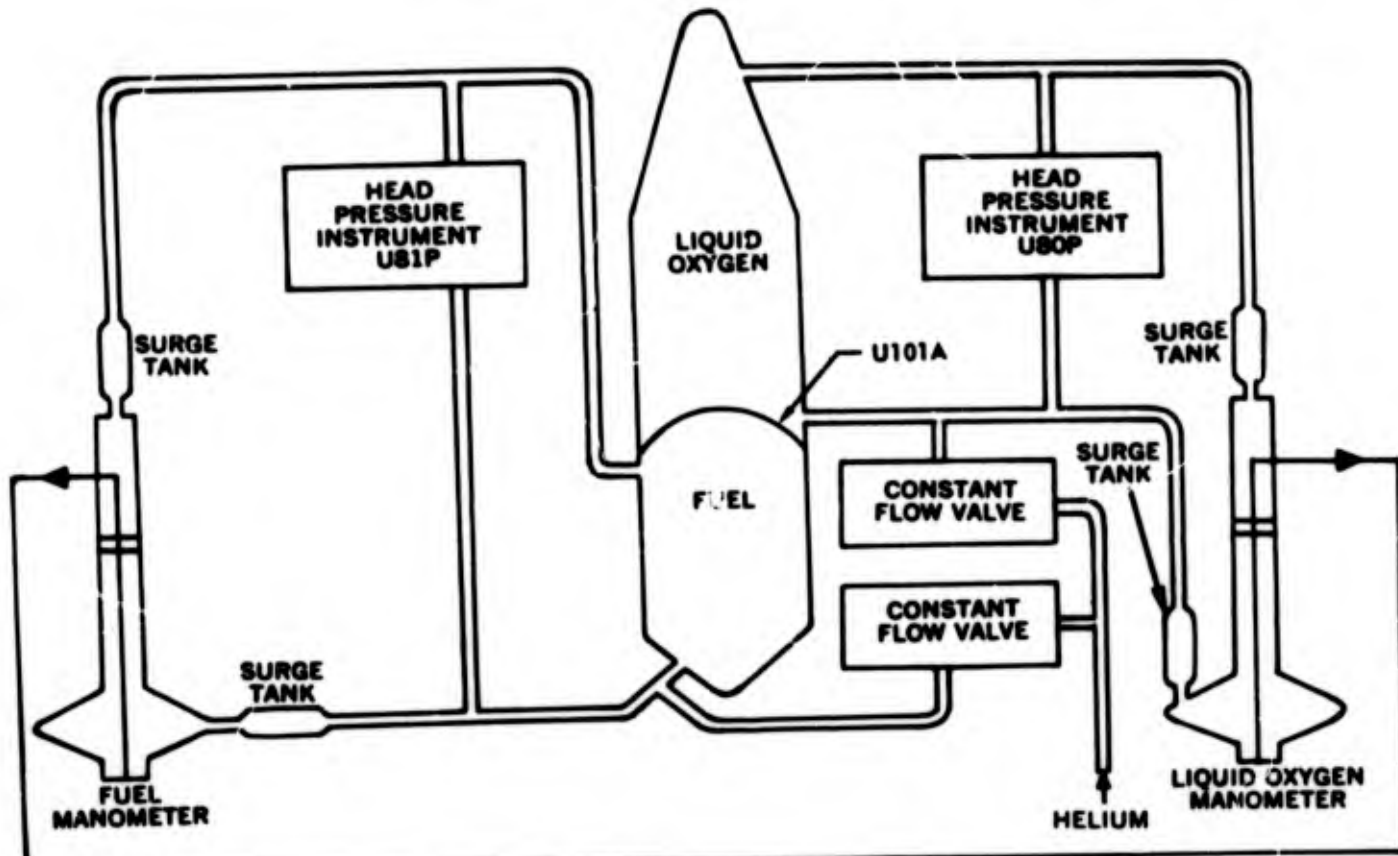 HEAD
PRESSURE
INSTRUMENT
U81P
HEAD
PRESSURE
INSTRUMENT
U80P
LIQUID
OXYGEN
SURGE
TANK
SURGE
TANK
U101A
SURGE
TANK
CONSTANT
FLOW VALVE
FUEL
CONSTANT
FLOW VALVE
SURGE
TANK
FUEL
MANOMETER
LIQUID OXYGEN
MANOMETER
HELIUM